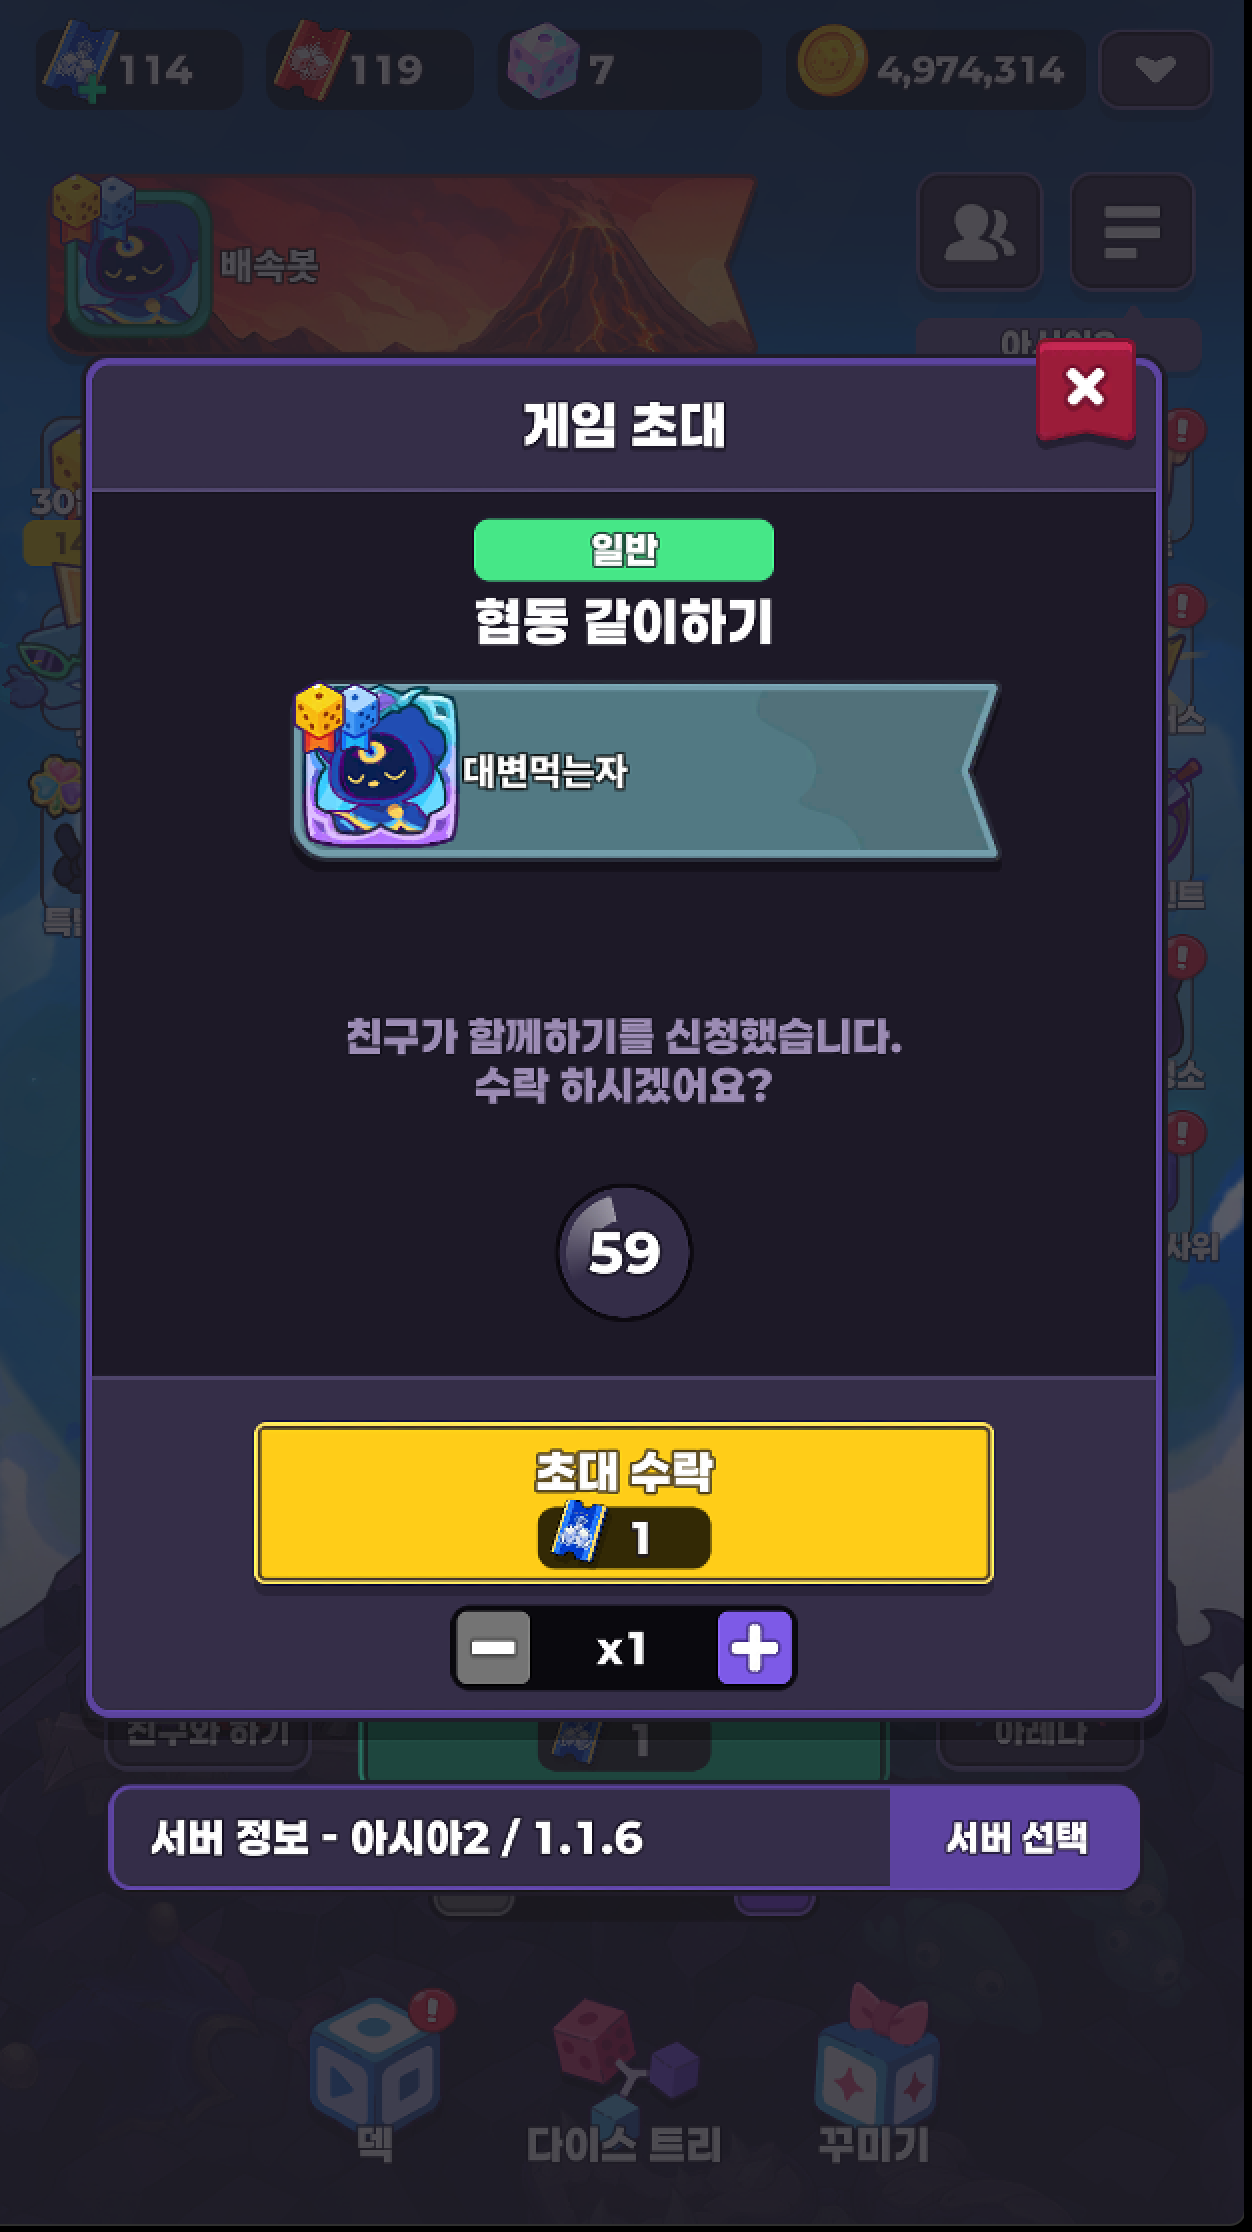 114
119
7
4,974,314
배속봇
게임 초대
일반
협동 같이하기
대변먹는자
친구가 함께하기를 신청했습니다.
수락 하시겠어요?
59
초대 수락
1
x1
친구와 하기
1
아레나
서버 정보 - 아시아2 / 1.1.6
서버 선택
덱
다이스 트리
꾸미기